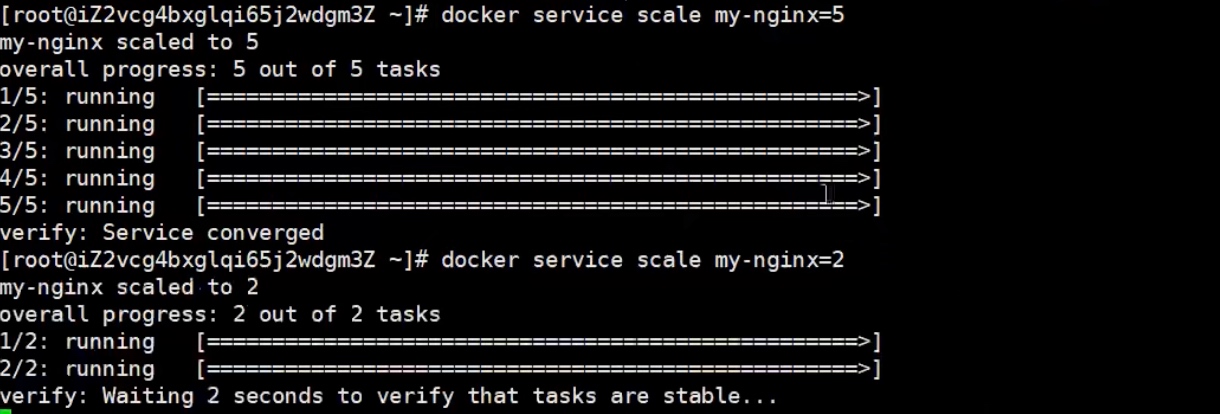 [root@iZ2vcg4bxglqi65j2wdgm3Z ~]# docker service scale my-nginx=5
my-nginx scaled to 5
overall progress: 5 out of 5 tasks
1/5: running   [==================================================>]
2/5: running   [==================================================>]
3/5: running   [==================================================>]
4/5: running   [==================================================>]
5/5: running   [==================================================>]
verify: Service converged
[root@iZ2vcg4bxglqi65j2wdgm3Z ~]# docker service scale my-nginx=2
my-nginx scaled to 2
overall progress: 2 out of 2 tasks
1/2: running   [==================================================>]
2/2: running   [==================================================>]
verify: Waiting 2 seconds to verify that tasks are stable...